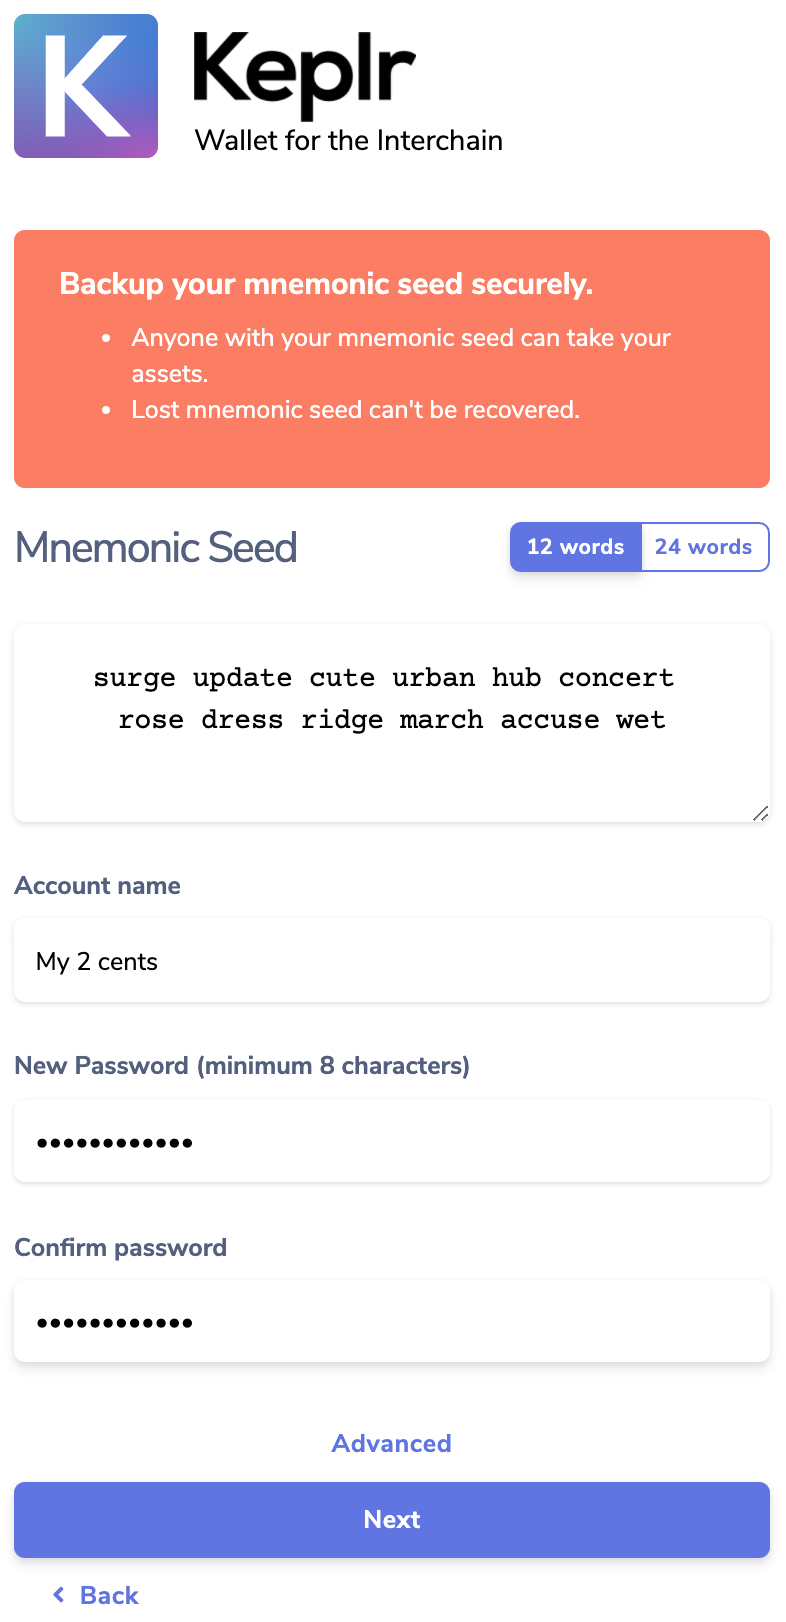 K
Keplr
Wallet for the Interchain
Backup your mnemonic seed securely.
• Anyone with your mnemonic seed can take your
assets.
• Lost mnemonic seed can't be recovered.
Mnemonic Seed
12 words 24 words
surge update cute urban hub concert
rose dress ridge march accuse wet
Account name
My 2 cents
New Password (minimum 8 characters)
••••••••••••
Confirm password
••••••••••••
Advanced
Next
Back